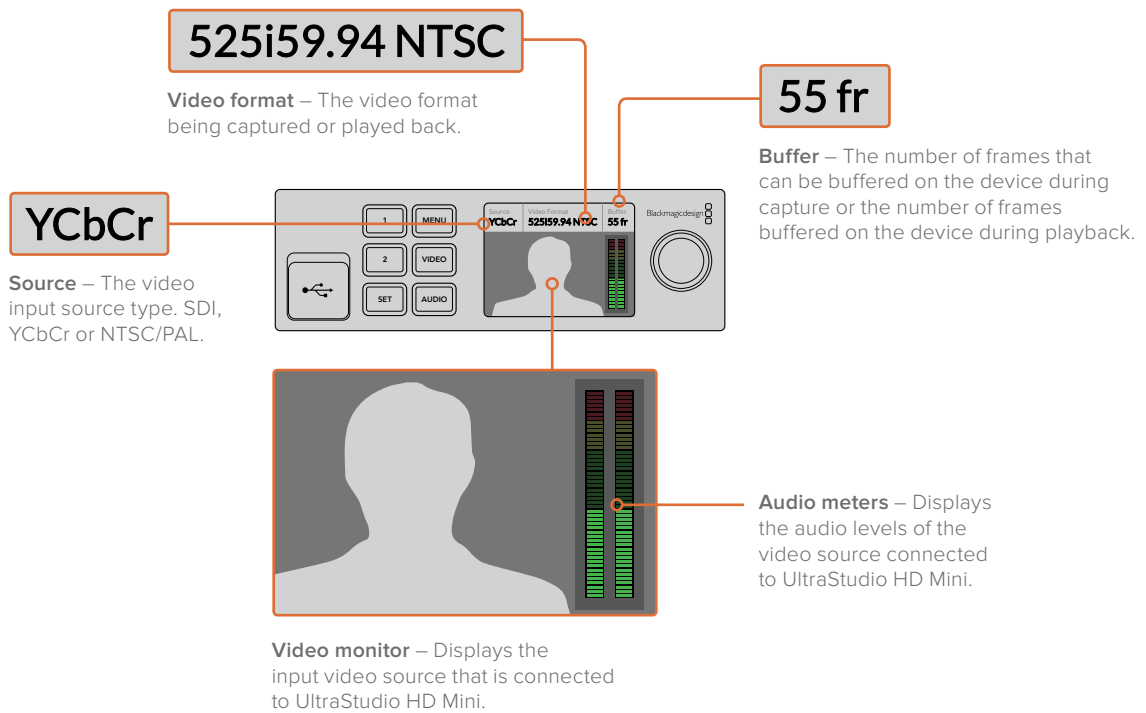 525i59.94 NTSC
Video format – The video format
being captured or played back.
55 fr
Buffer – The number of frames that
can be buffered on the device during
capture or the number of frames
buffered on the device during playback.
YCbCr
Source – The video
input source type. SDI,
YCbCr or NTSC/PAL.
1
MENU
2
VIDEO
SET
AUDIO
Source
YCbCr
Video Format
525i59.94 NTSC
Buffer
55 fr
Blackmagicdesign
Audio meters – Displays
the audio levels of the
video source connected
to UltraStudio HD Mini.
Video monitor – Displays the
input video source that is connected
to UltraStudio HD Mini.